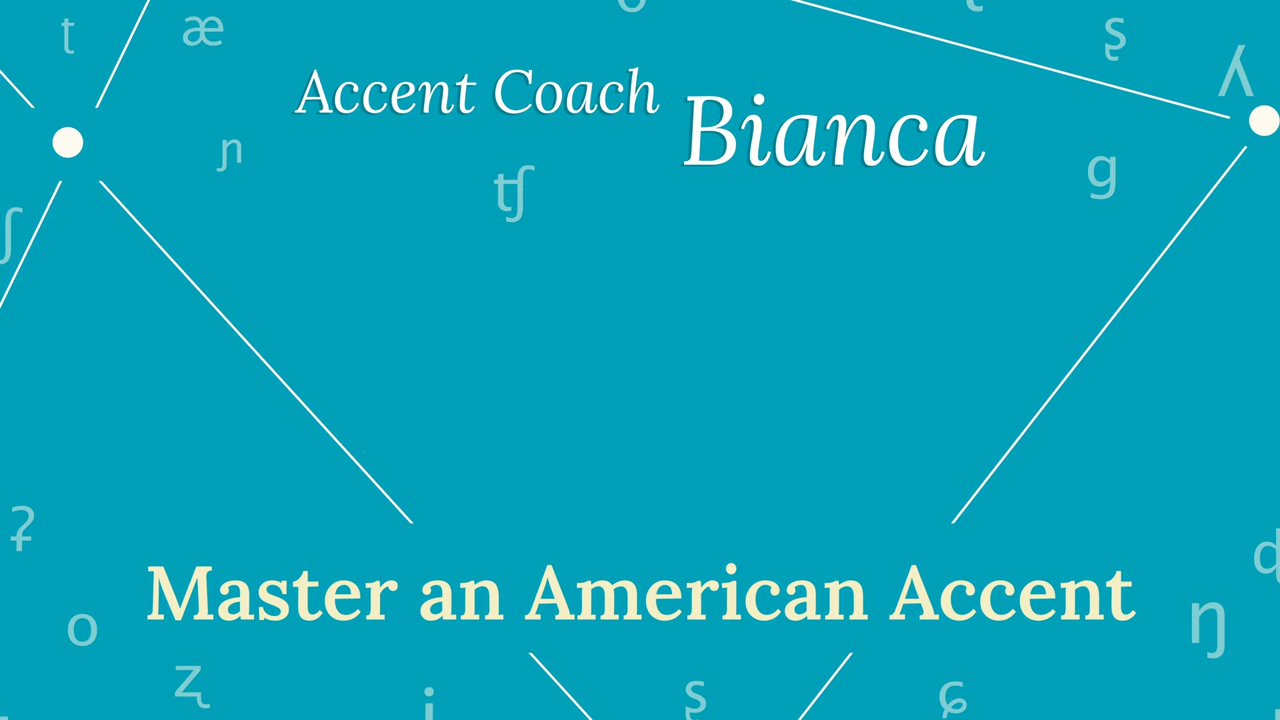 t æ ʂ ʎ
Accent Coach Bianca
ɲ ʧ g
ʃ
ʔ
Master an American Accent
o ŋ
ʐ i ʂ ɕ